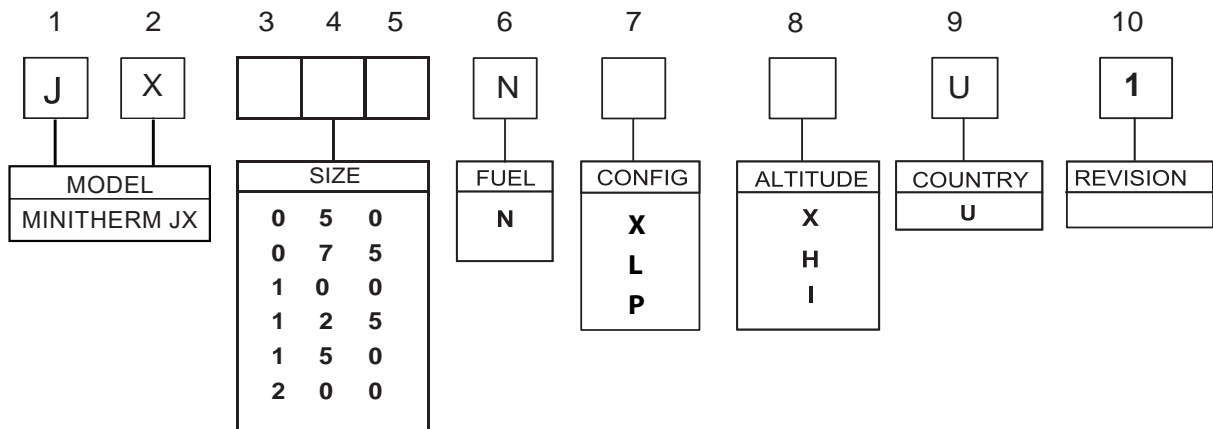 1 2 3 4 5 6 7 8 9 10
J X N U 1
MODEL SIZE FUEL CONFIG ALTITUDE COUNTRY REVISION
MINITHERM JX
0 5 0
0 7 5
1 0 0
1 2 5
1 5 0
2 0 0
N
X
L
P
X
H
I
U